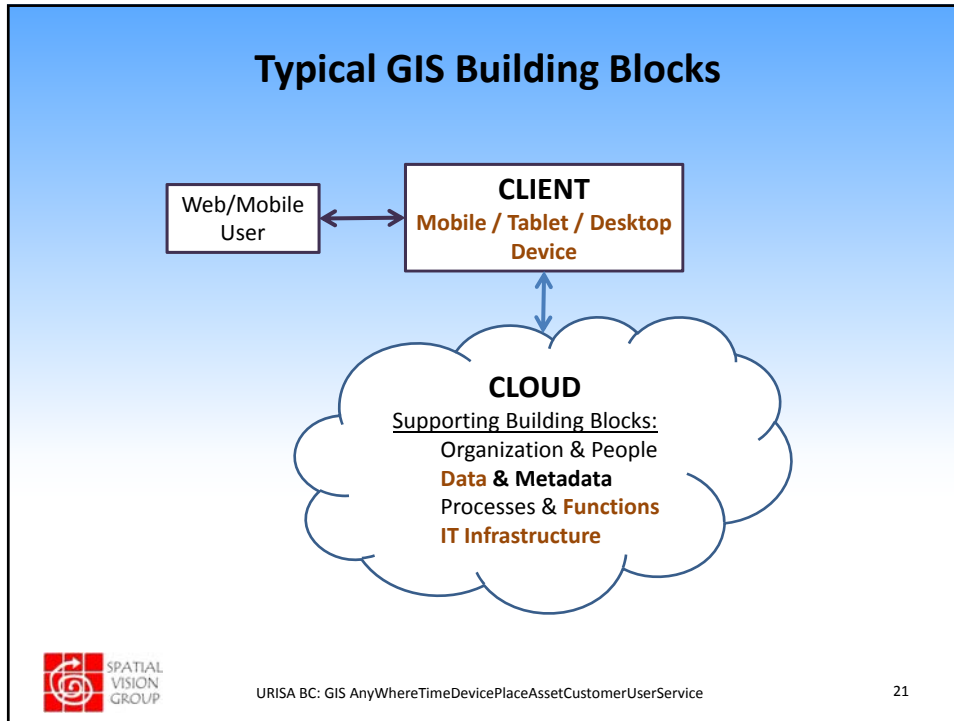 Typical GIS Building Blocks
Web/Mobile
User
CLIENT
Mobile / Tablet / Desktop
Device
CLOUD
Supporting Building Blocks:
Organization & People
Data & Metadata
Processes & Functions
IT Infrastructure
SPATIAL
VISION
GROUP
URISA BC: GIS AnyWhereTimeDevicePlaceAssetCustomerUserService
21